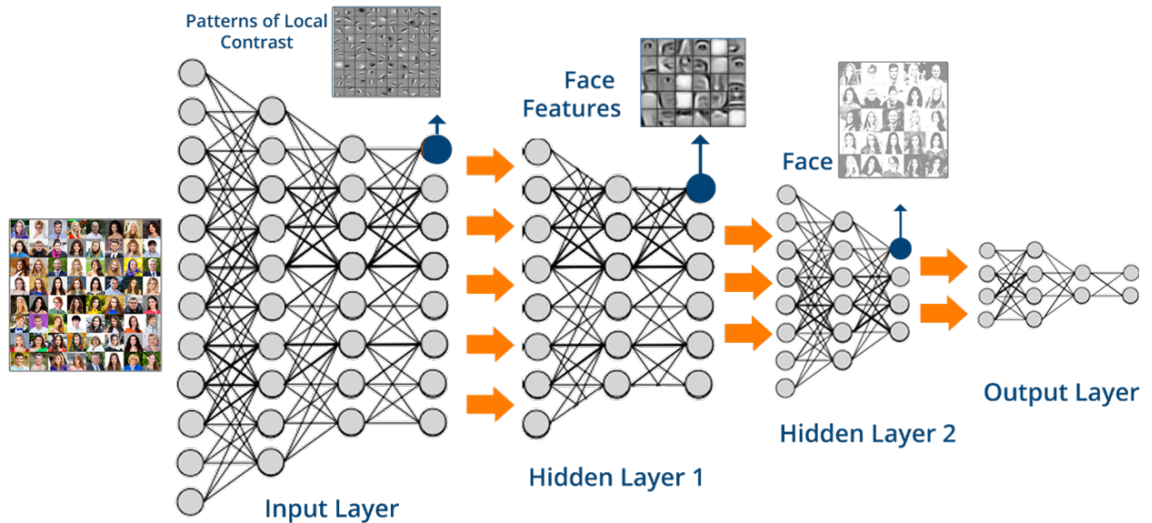 Patterns of Local
Contrast
Face
Features
Face
Input Layer
Hidden Layer 1
Hidden Layer 2
Output Layer